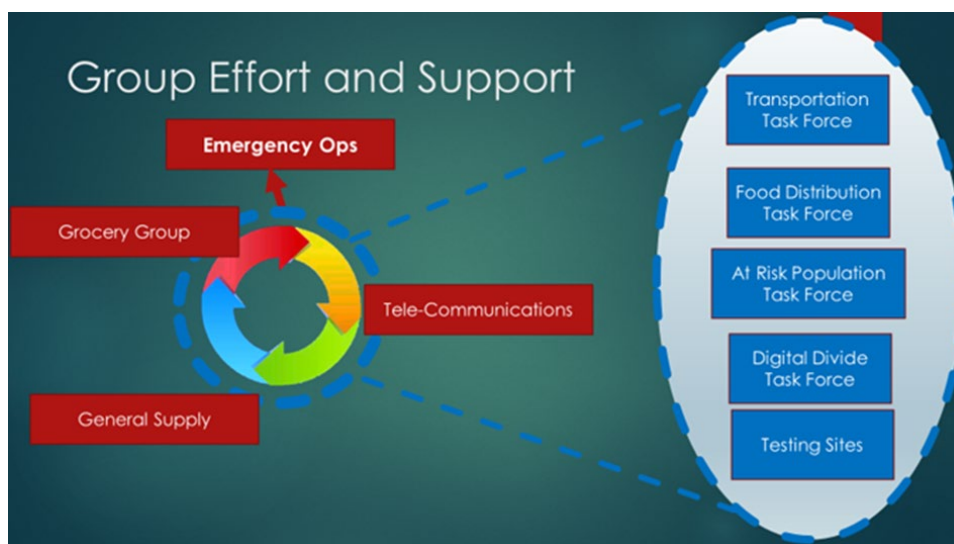 Group Effort and Support
Emergency Ops
Grocery Group
Tele-Communications
General Supply
Transportation
Task Force
Food Distribution
Task Force
At Risk Population
Task Force
Digital Divide
Task Force
Testing Sites